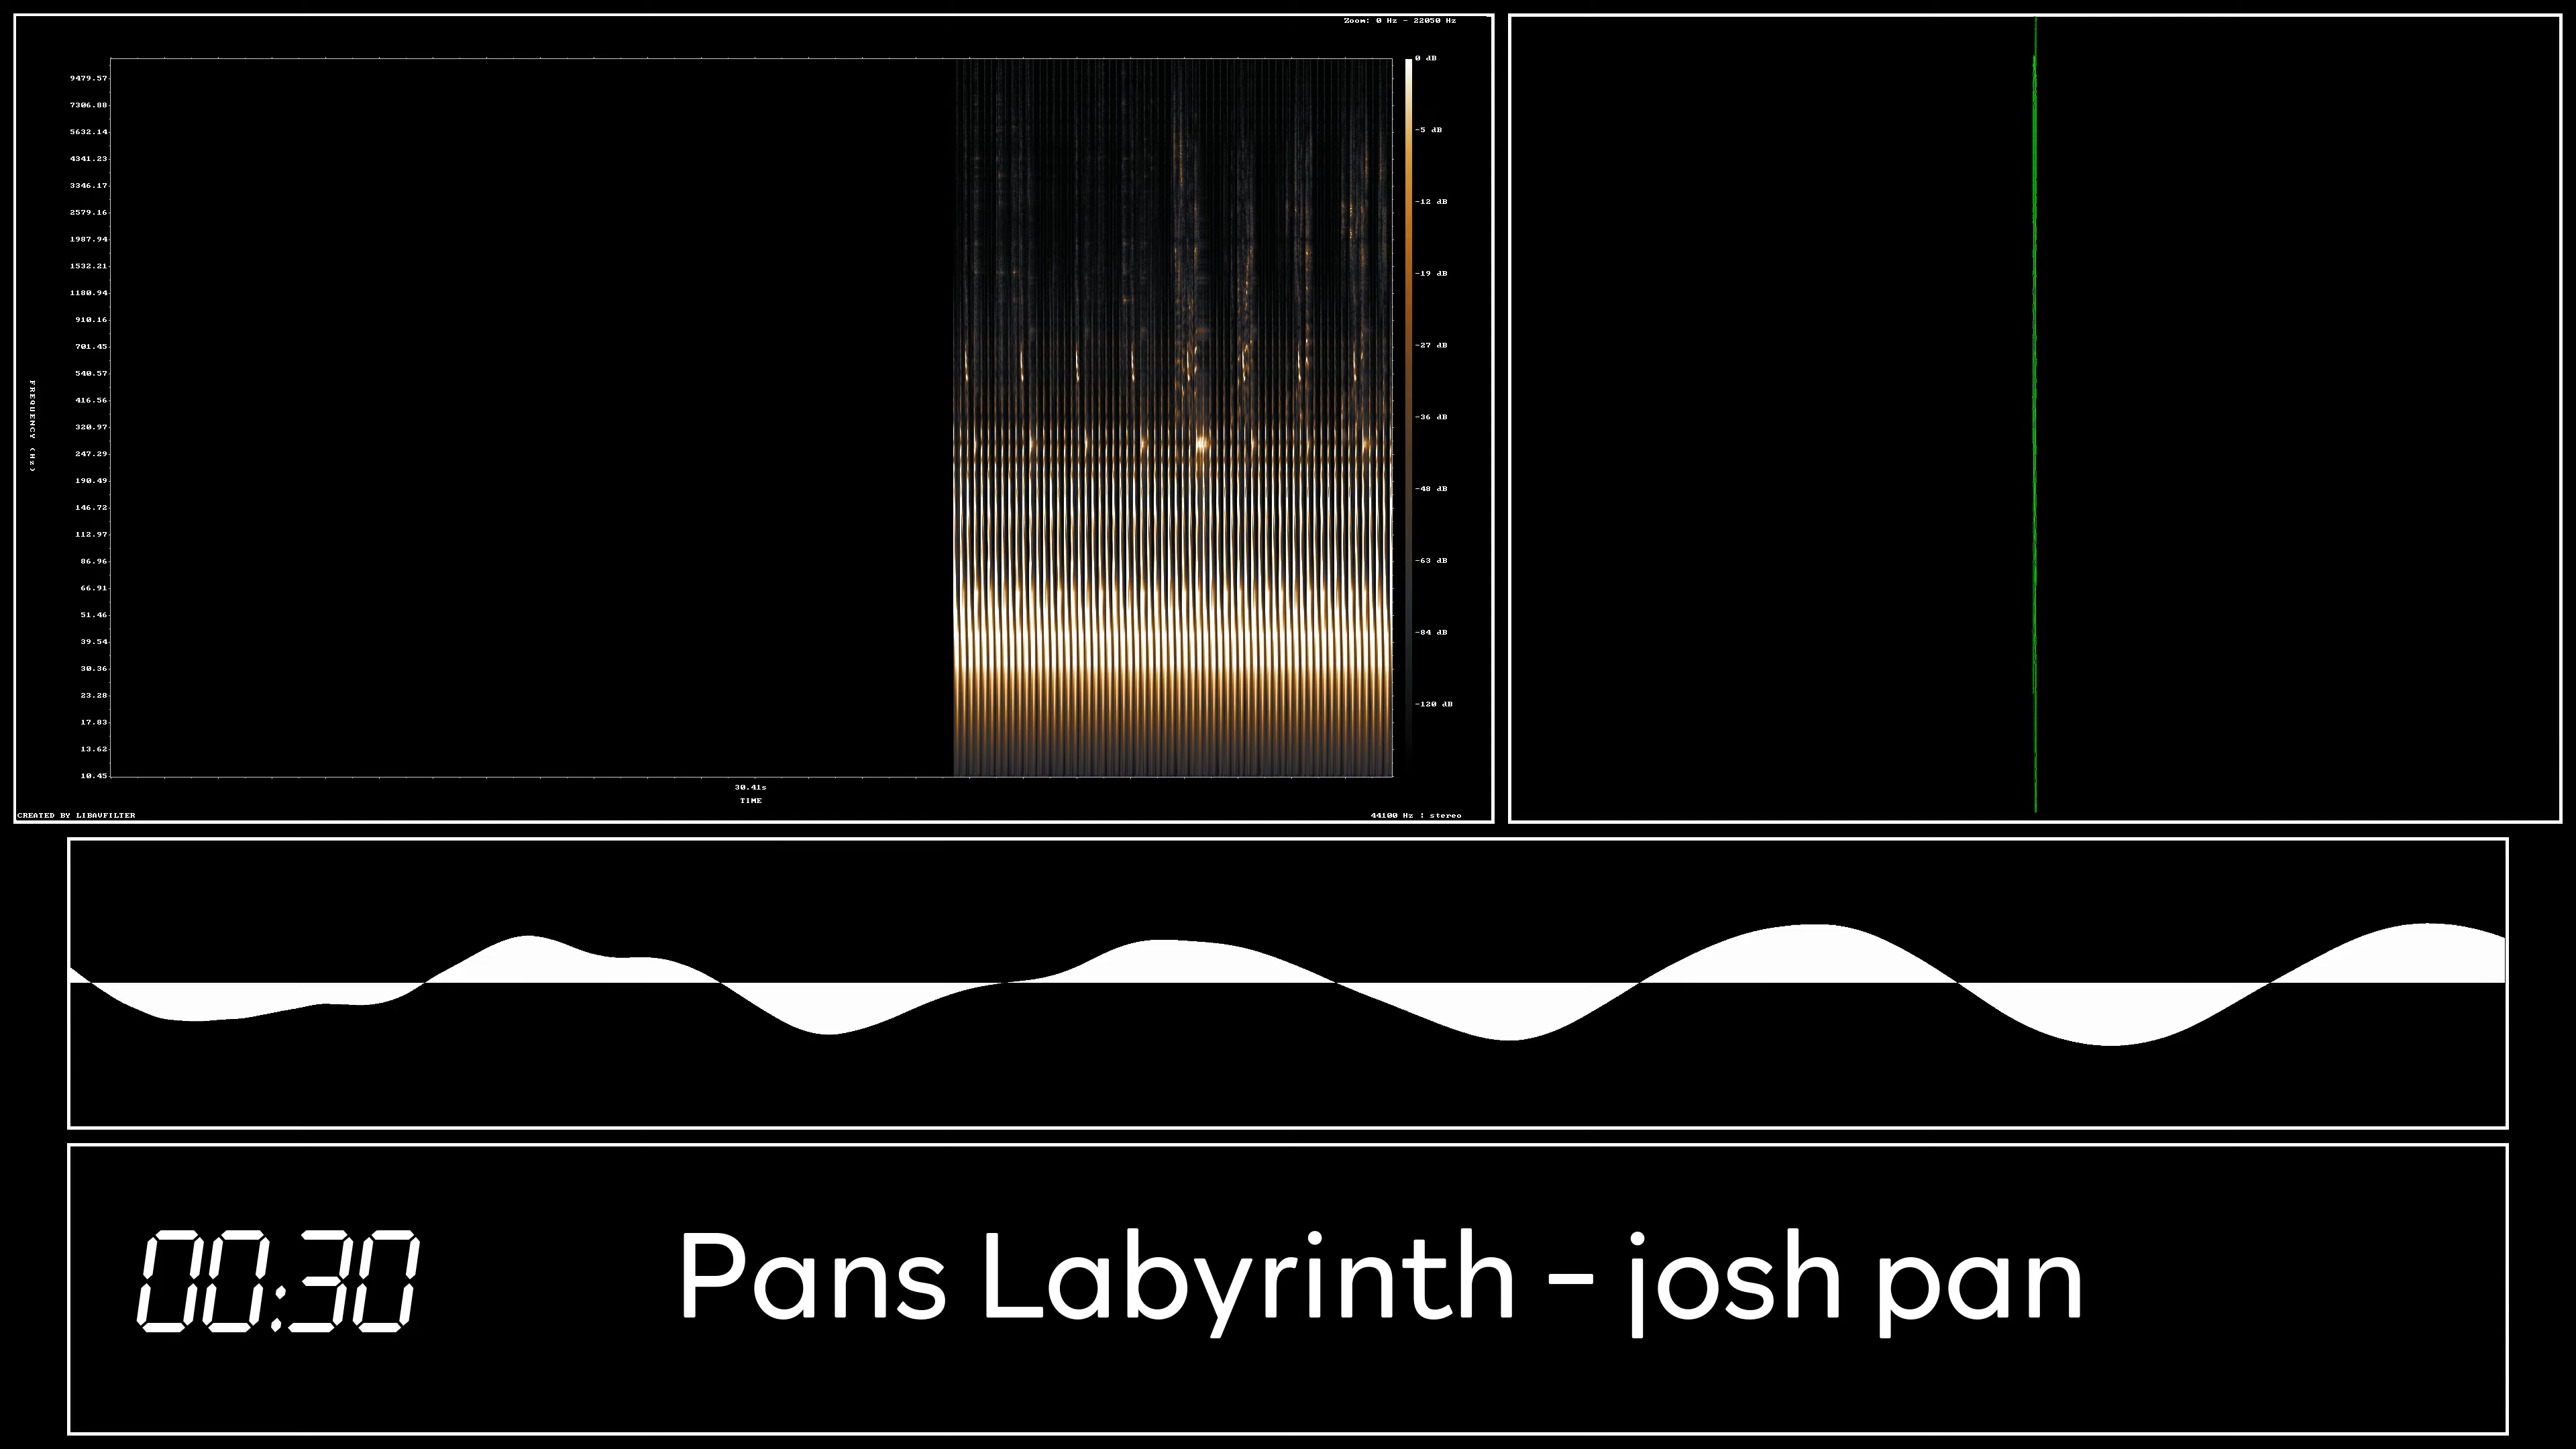 Zoom: 0 Hz - 22050 Hz
0 dB
9479.57
7306.88
5632.14
-5 dB
4341.23
3346.17
-12 dB
2579.16
1987.94
1532.21
-19 dB
1180.94
910.16
701.45
-27 dB
540.57
416.56
-36 dB
320.97
FREQUENCY (Hz)
247.29
190.49
-48 dB
146.72
112.97
86.96
-63 dB
66.91
51.46
-84 dB
39.54
30.36
23.28
-120 dB
17.83
13.62
10.45
30.41s
TIME
CREATED BY LIBAVFILTER
44100 Hz | stereo
00:30
Pans Labyrinth - josh pan